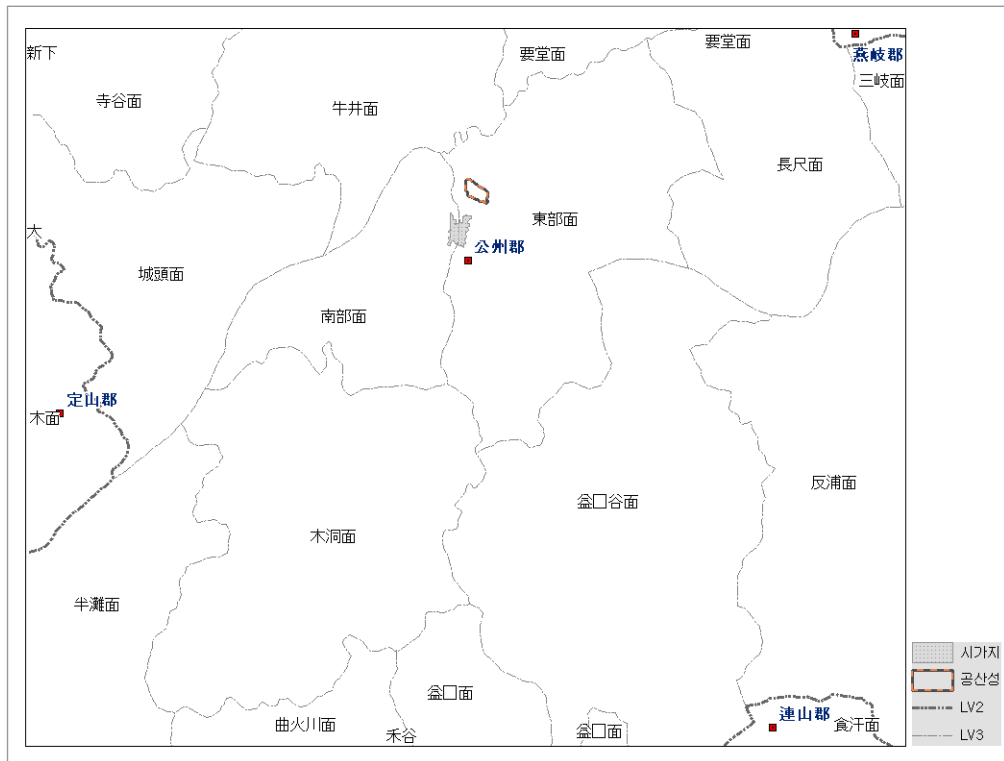 新下
要堂面
要堂面
燕岐郡
三岐面
寺谷面
牛井面
長尺面
東部面
大
公州郡
城頭面
南部面
定山郡
木面
反浦面
益□谷面
木洞面
半灘面
益□面
連山郡
曲火川面
禾谷
益□面
食汗面
시가지
공산성
LV2
LV3